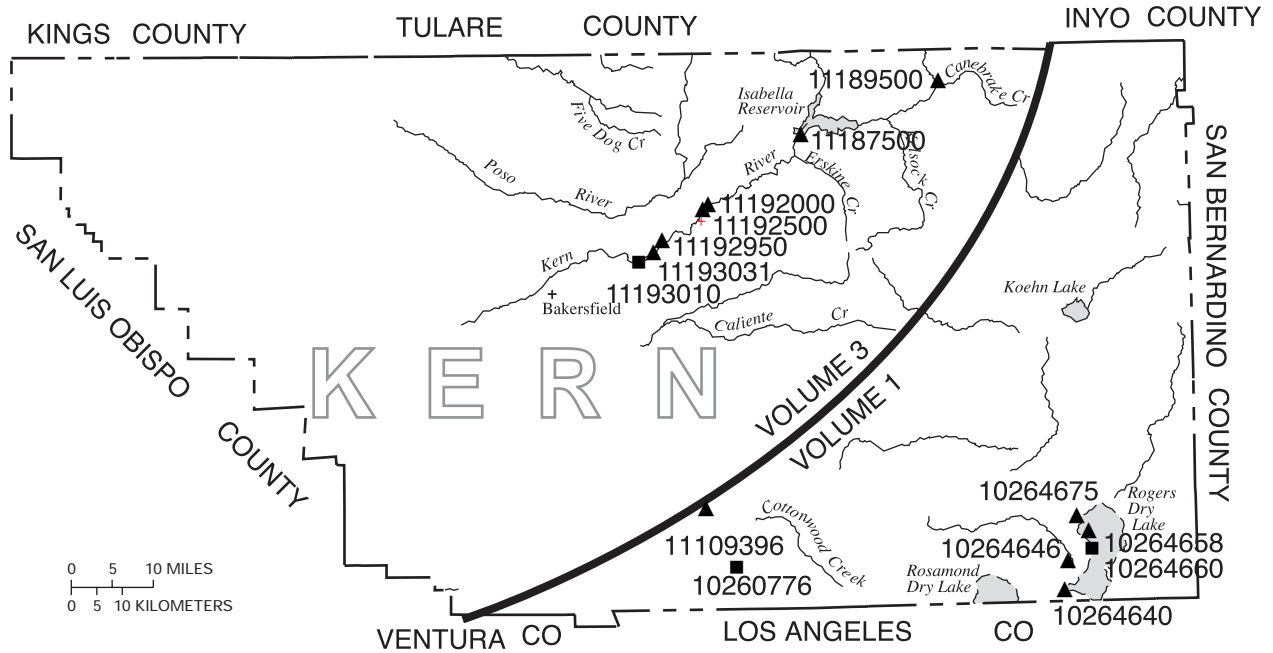 KINGS COUNTY
TULARE COUNTY
INYO COUNTY
11189500
Canebrake Cr
Isabella
Reservoir
11187500
Five Dog Cr
Poso River
River
Erskine Cr
Kelsock Cr
11192000
11192500
11192950
11193031
11193010
Kern
Bakersfield
Caliente Cr
Koehn Lake
SAN BERNARDINO COUNTY
SAN LUIS OBISPO COUNTY
KERN
VOLUME 3
VOLUME 1
10264675
Rogers
Dry
Lake
10264658
10264646
10264660
Cottonwood Creek
11109396
10260776
Rosamond
Dry Lake
10264640
0 5 10 MILES
0 5 10 KILOMETERS
VENTURA CO
LOS ANGELES CO